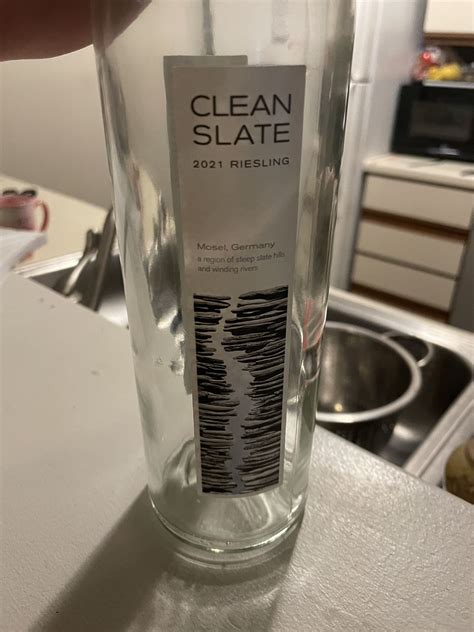 CLEAN
SLATE
2021 RIESLING
Mosel, Germany
a region of steep slate hills
and winding rivers